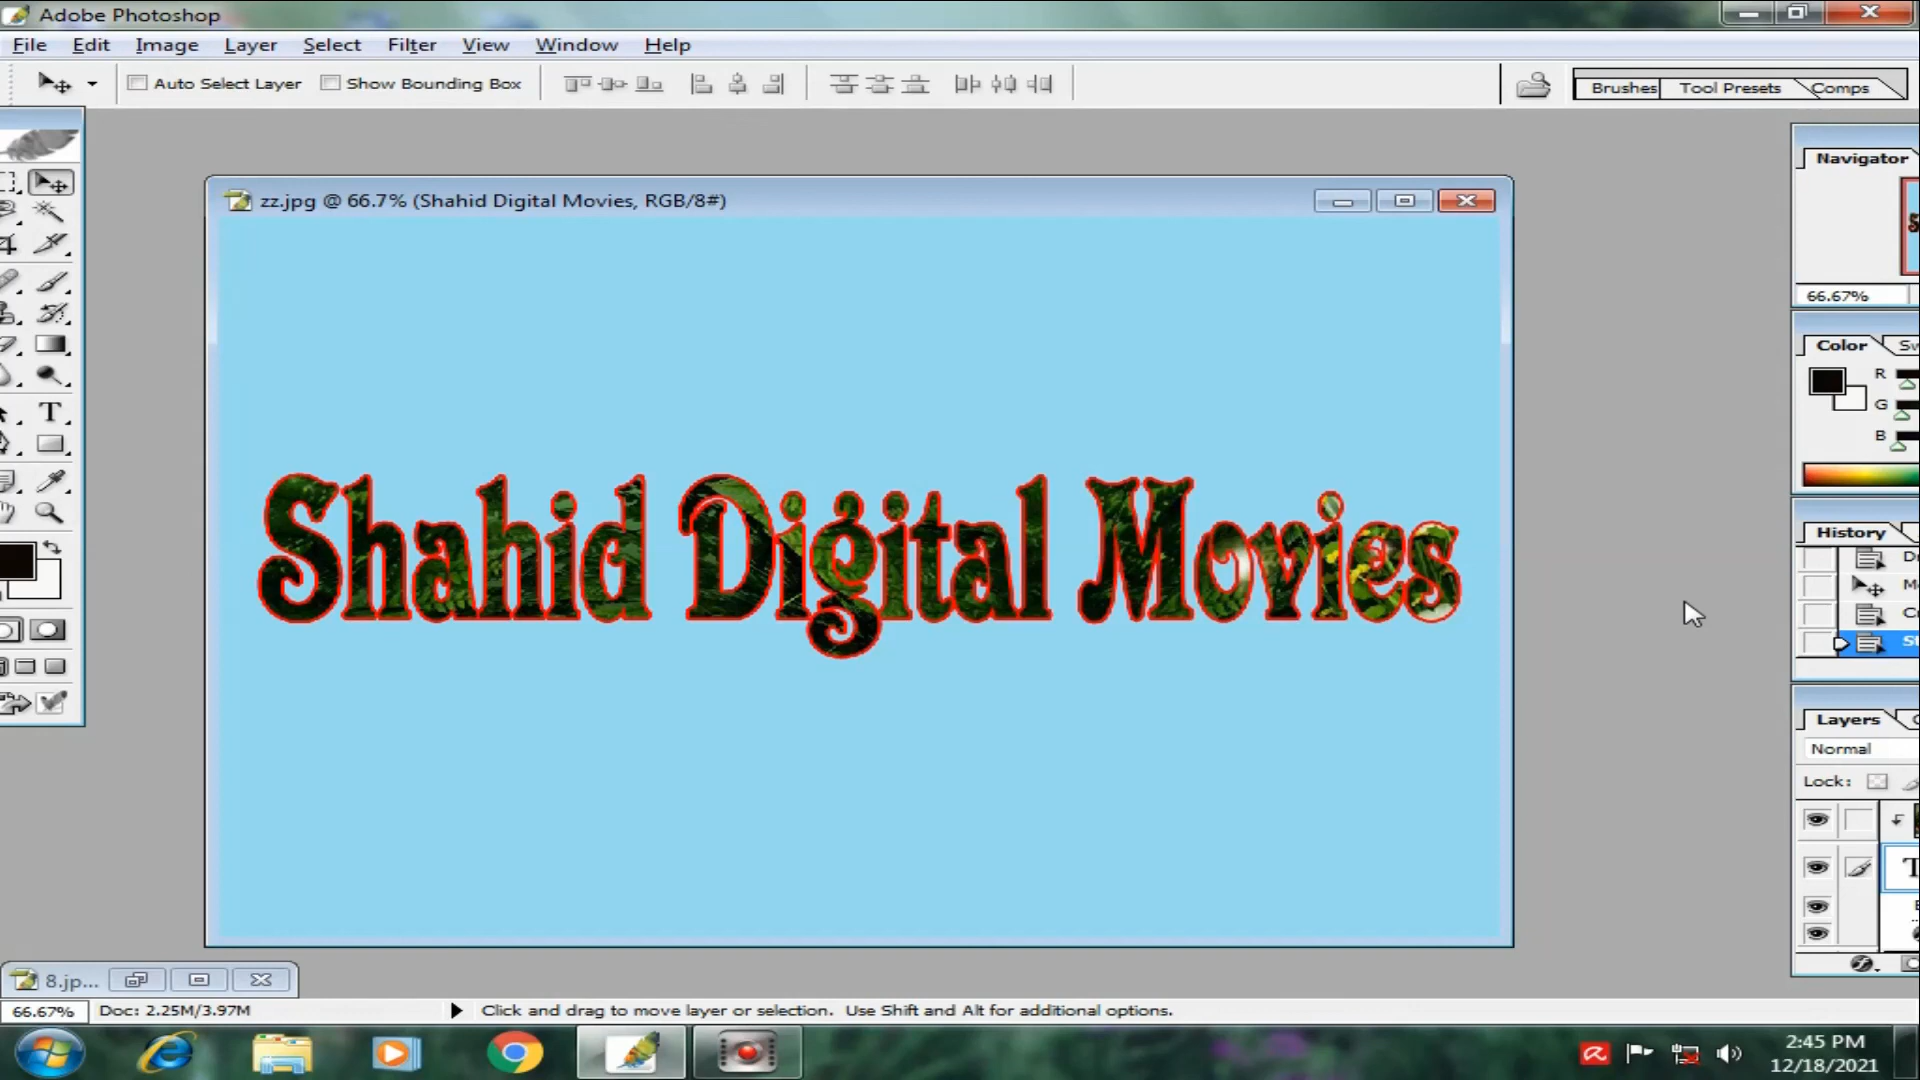 Adobe Photoshop
File Edit Image Layer Select Filter View Window Help
Auto Select Layer Show Bounding Box Brushes Tool Presets Comps
zz.jpg @ 66.7% (Shahid Digital Movies, RGB/8#)
Navigator
66.67%
Color
R
G
B
Shahid Digital Movies
History
Layers
Normal
Lock:
T
8.jp...
66.67% Doc: 2.25M/3.97M Click and drag to move layer or selection. Use Shift and Alt for additional options.
2:45 PM
12/18/2021